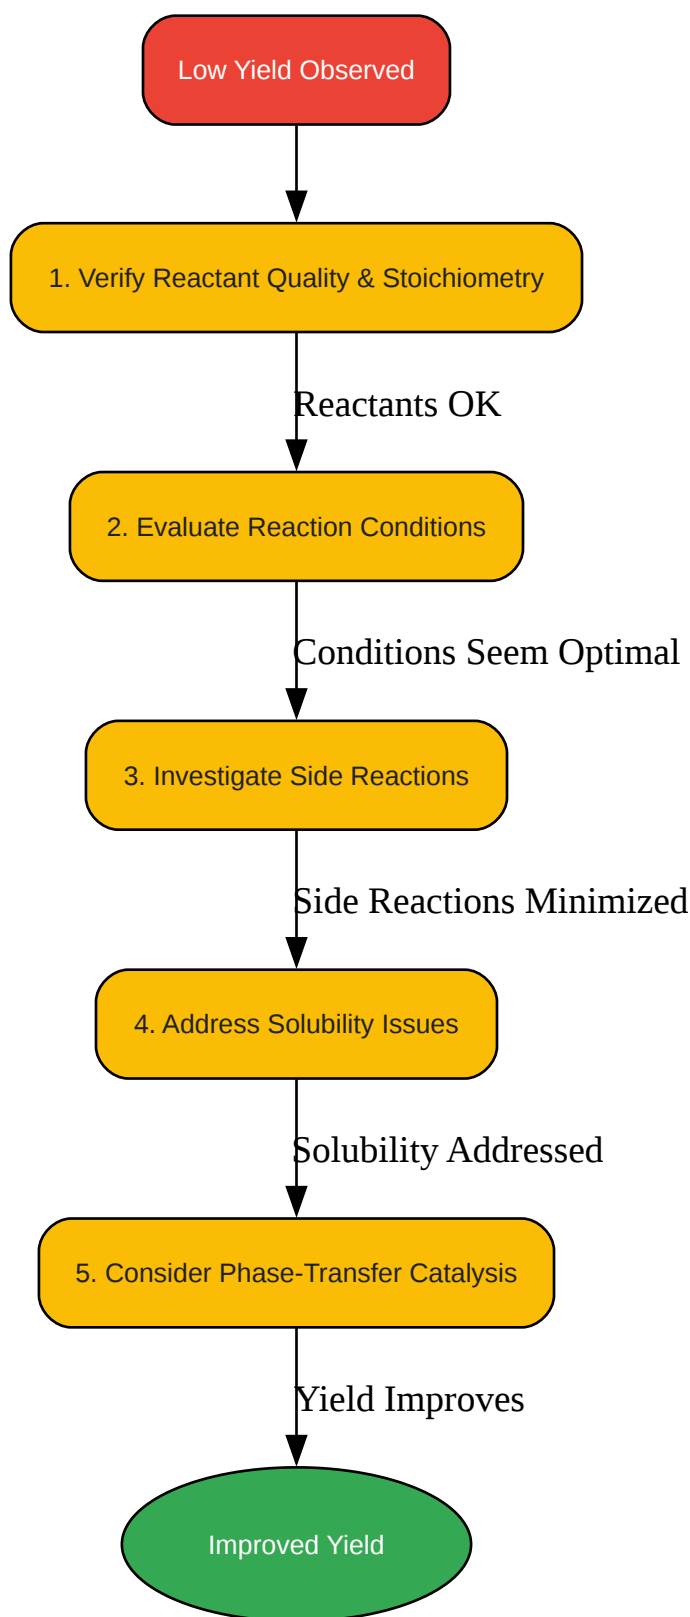 Low Yield Observed
1. Verify Reactant Quality & Stoichiometry
Reactants OK
2. Evaluate Reaction Conditions
Conditions Seem Optimal
3. Investigate Side Reactions
Side Reactions Minimized
4. Address Solubility Issues
Solubility Addressed
5. Consider Phase-Transfer Catalysis
Yield Improves
Improved Yield